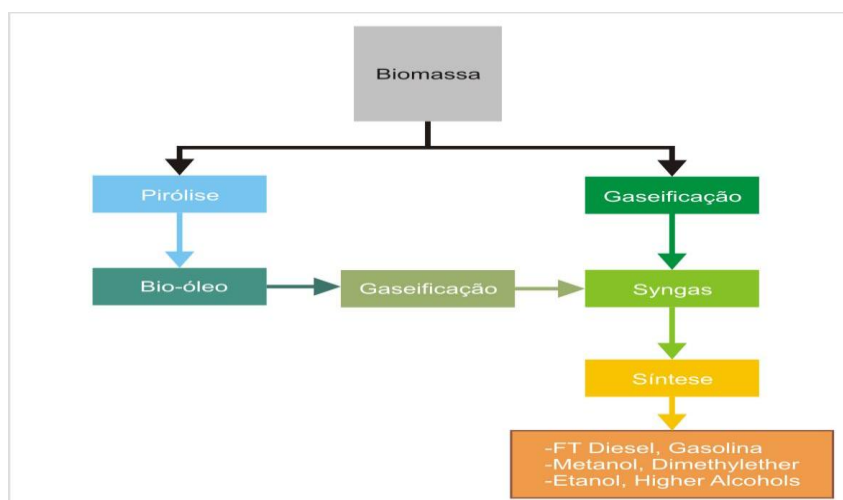 Biomassa
Pirólise
Gaseificação
Bio-óleo
Gaseificação
Syngas
Síntese
-FT Diesel, Gasolina
-Metanol, Dimethylether
-Etanol, Higher Alcohols